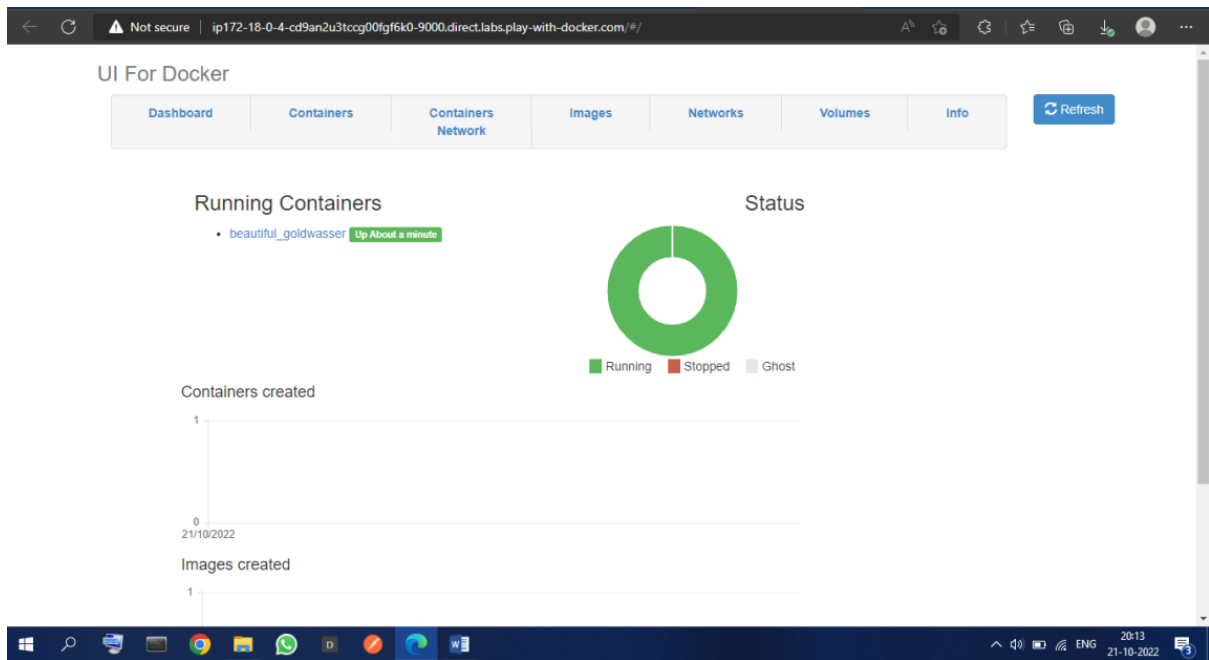 Not secure ip172-18-0-4-cd9an2u3tccg00fgf6k0-9000.direct.labs.play-with-docker.com/#/
UI For Docker
Dashboard Containers Containers Network Images Networks Volumes Info Refresh
Running Containers
beautiful_goldwasser Up About a minute
Status
Running Stopped Ghost
Containers created
1
0
21/10/2022
Images created
1
ENG 20:13
21-10-2022
3